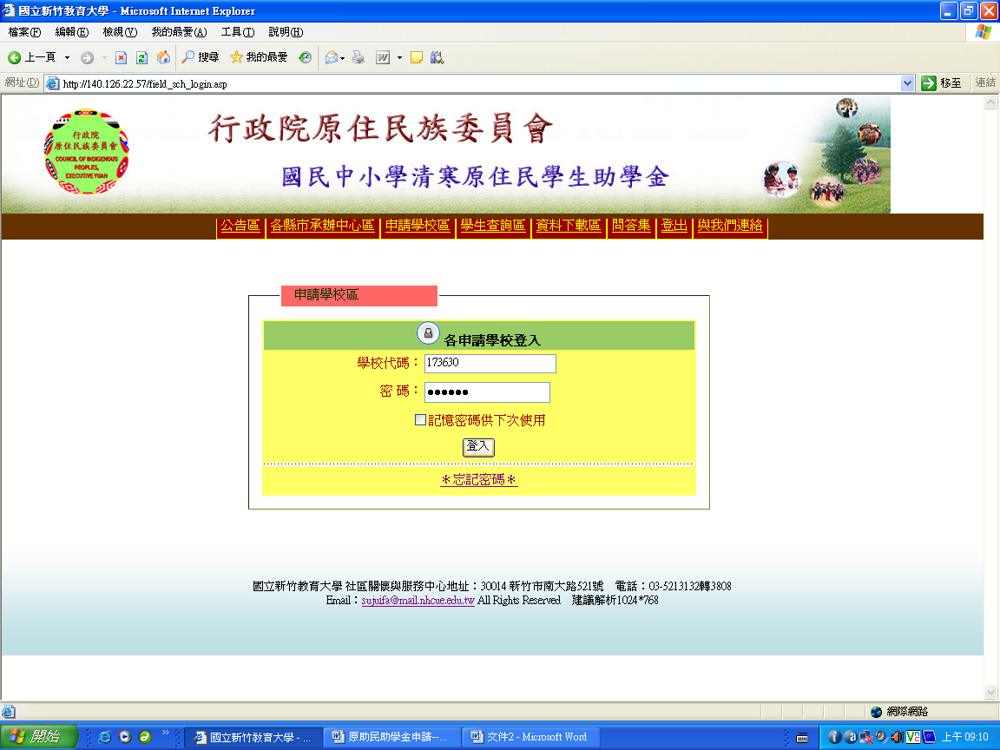 國立新竹教育大學 - Microsoft Internet Explorer
檔案(F) 編輯(E) 檢視(V) 我的最愛(A) 工具(T) 說明(H)
上一頁 搜尋 我的最愛
網址(D) http://140.126.22.57/field_sch_login.asp 移至 連結
行政院
原住民族委員會
COUNCIL OF INDIGENOUS
PEOPLES,
EXECUTIVE YUAN
行政院原住民族委員會
國民中小學清寒原住民學生助學金
公告區 各縣市承辦中心區 申請學校區 學生查詢區 資料下載區 問答集 登出 與我們連絡
申請學校區
各申請學校登入
學校代碼: 173630
密 碼: ●●●●●●
記憶密碼供下次使用
登入
*忘記密碼*
國立新竹教育大學 社區關懷與服務中心地址:30014 新竹市南大路521號 電話:03-5213132轉3808
Email:sujuifa@mail.nhcue.edu.tw All Rights Reserved 建議解析1024*768
網際網路
開始 國立新竹教育大學 - ... 原助民助學金申請--... 文件2 - Microsoft Word 上午 09:10